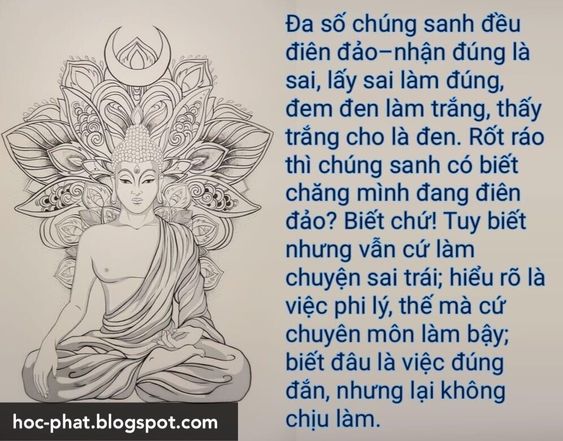 Đa số chúng sanh đều
điên đảo–nhận đúng là
sai, lấy sai làm đúng,
đem đen làm trắng, thấy
trắng cho là đen. Rốt ráo
thì chúng sanh có biết
chăng mình đang điên
đảo? Biết chứ! Tuy biết
nhưng vẫn cứ làm
chuyện sai trái; hiểu rõ là
việc phi lý, thế mà cứ
chuyên môn làm bậy;
biết đâu là việc đúng
đắn, nhưng lại không
chịu làm.
hoc-phat.blogspot.com